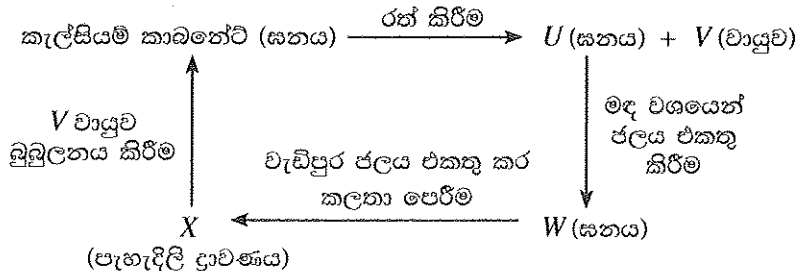 රත් කිරීම
කැල්සියම් කාබනේට් (ඝනය) U (ඝනය) + V (වායුව)
V වායුව
බුබුලනය කිරීම
මඳ වශයෙන්
ජලය එකතු
කිරීම
වැඩිපුර ජලය එකතු කර
කලතා පෙරීම
X W (ඝනය)
(පැහැදිලි ද්‍රාවණය)